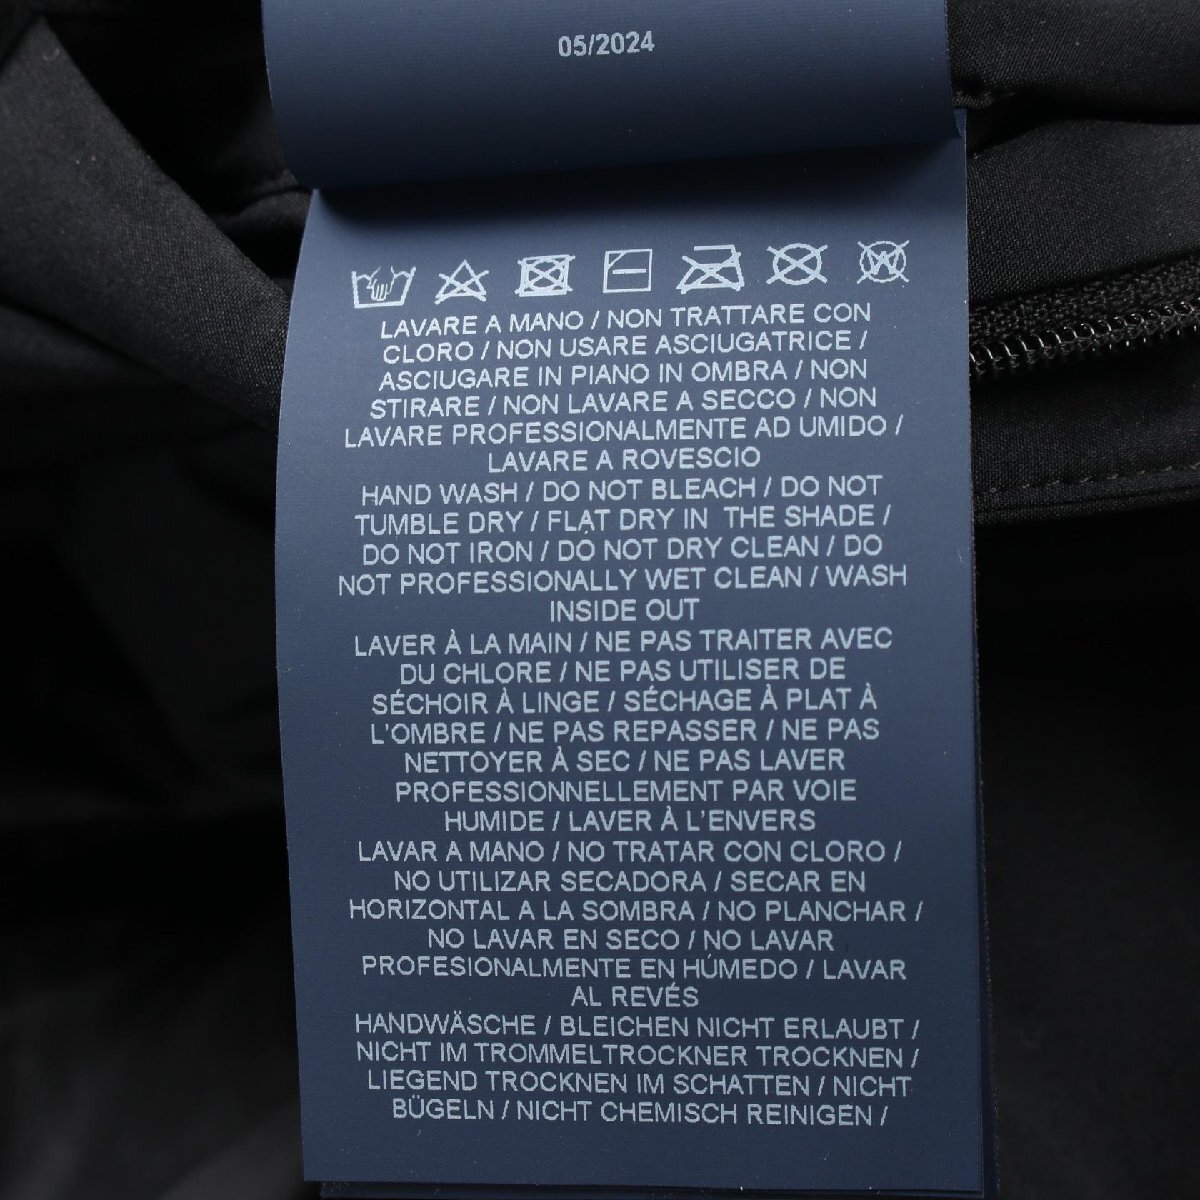 05/2024
W
LAVARE A MANO / NON TRATTARE CON
CLORO / NON USARE ASCIUGATRICE /
ASCIUGARE IN PIANO IN OMBRA / NON
STIRARE / NON LAVARE A SECCO / NON
LAVARE PROFESSIONALMENTE AD UMIDO /
LAVARE A ROVESCIO
HAND WASH / DO NOT BLEACH / DO NOT
TUMBLE DRY / FLAT DRY IN THE SHADE /
DO NOT IRON / DO NOT DRY CLEAN / DO
NOT PROFESSIONALLY WET CLEAN / WASH
INSIDE OUT
LAVER À LA MAIN / NE PAS TRAITER AVEC
DU CHLORE / NE PAS UTILISER DE
SÉCHOIR À LINGE / SÉCHAGE À PLAT À
L'OMBRE / NE PAS REPASSER / NE PAS
NETTOYER À SEC / NE PAS LAVER
PROFESSIONNELLEMENT PAR VOIE
HUMIDE / LAVER À L'ENVERS
LAVAR A MANO / NO TRATAR CON CLORO /
NO UTILIZAR SECADORA / SECAR EN
HORIZONTAL A LA SOMBRA / NO PLANCHAR /
NO LAVAR EN SECO / NO LAVAR
PROFESIONALMENTE EN HÚMEDO / LAVAR
AL REVÉS
HANDWÄSCHE / BLEICHEN NICHT ERLAUBT /
NICHT IM TROMMELTROCKNER TROCKNEN /
LIEGEND TROCKNEN IM SCHATTEN / NICHT
BÜGELN / NICHT CHEMISCH REINIGEN /